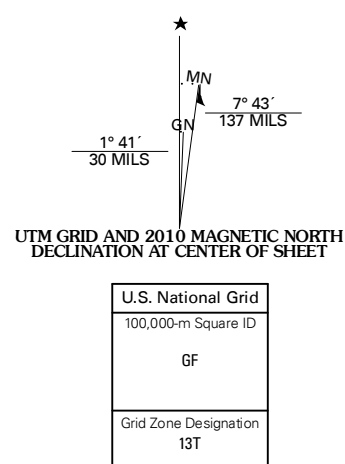 ★
MN
GN
7° 43´
137 MILS
1° 41´
30 MILS
UTM GRID AND 2010 MAGNETIC NORTH
DECLINATION AT CENTER OF SHEET
U.S. National Grid
100,000-m Square ID
GF
Grid Zone Designation
13T